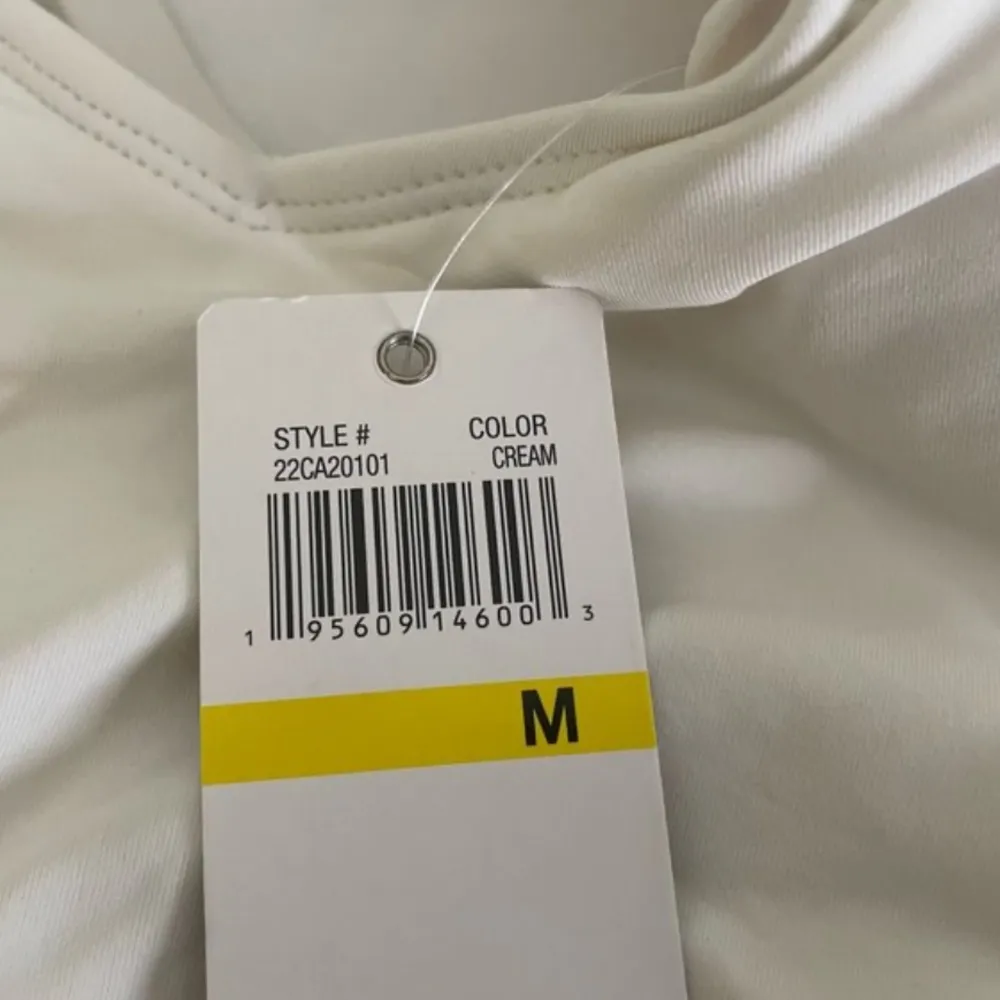 STYLE # COLOR
22CA20101 CREAM
1 95609 14600 3
M